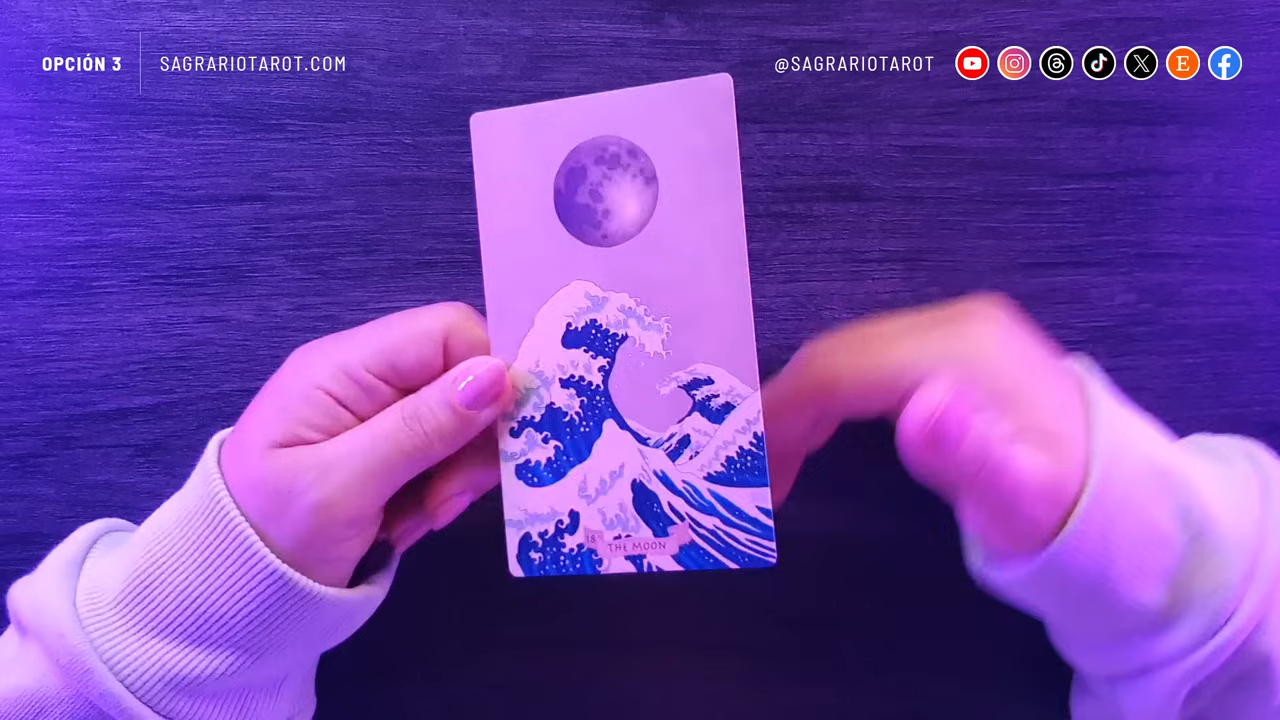 OPCIÓN 3
SAGRARIOTAROT.COM
@SAGRARIOTAROT
E
18
THE MOON